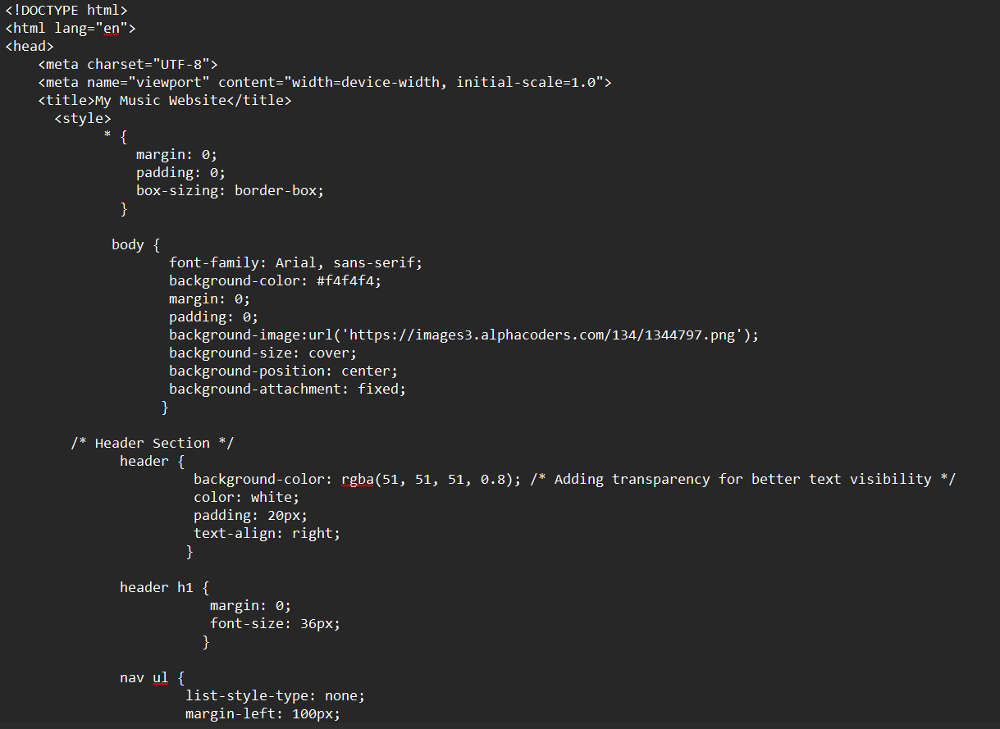 <!DOCTYPE html>
<html lang="en">
<head>
    <meta charset="UTF-8">
    <meta name="viewport" content="width=device-width, initial-scale=1.0">
    <title>My Music Website</title>
      <style>
            * {
                margin: 0;
                padding: 0;
                box-sizing: border-box;
              }

             body {
                    font-family: Arial, sans-serif;
                    background-color: #f4f4f4;
                    margin: 0;
                    padding: 0;
                    background-image:url('https://images3.alphacoders.com/134/1344797.png');
                    background-size: cover;
                    background-position: center;
                    background-attachment: fixed;
                   }

        /* Header Section */
              header {
                       background-color: rgba(51, 51, 51, 0.8); /* Adding transparency for better text visibility */
                       color: white;
                       padding: 20px;
                       text-align: right;
                      }

              header h1 {
                         margin: 0;
                         font-size: 36px;
                        }

              nav ul {
                      list-style-type: none;
                      margin-left: 100px;